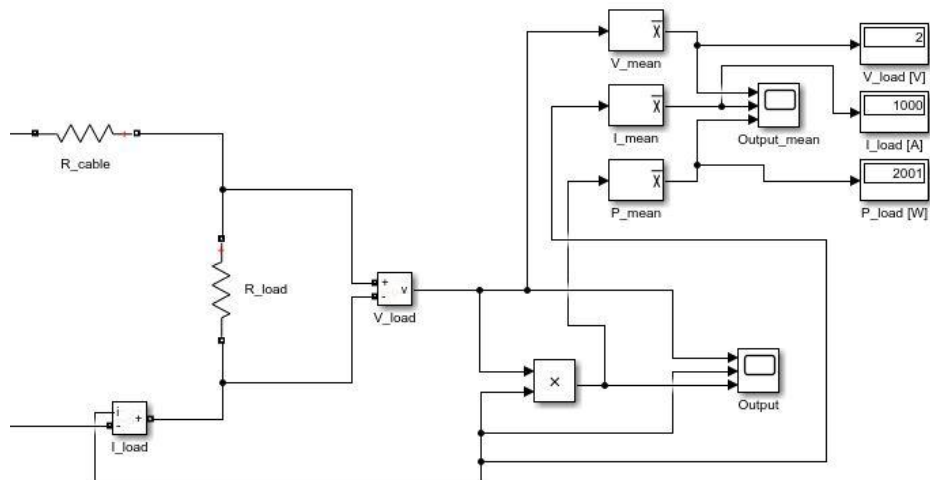 X
V_mean
2
V_load [V]
X
I_mean
Output_mean
1000
I_load [A]
X
P_mean
2001
P_load [W]
+
R_cable
+
R_load
+
-
v
V_load
×
Output
i
-
+
I_load